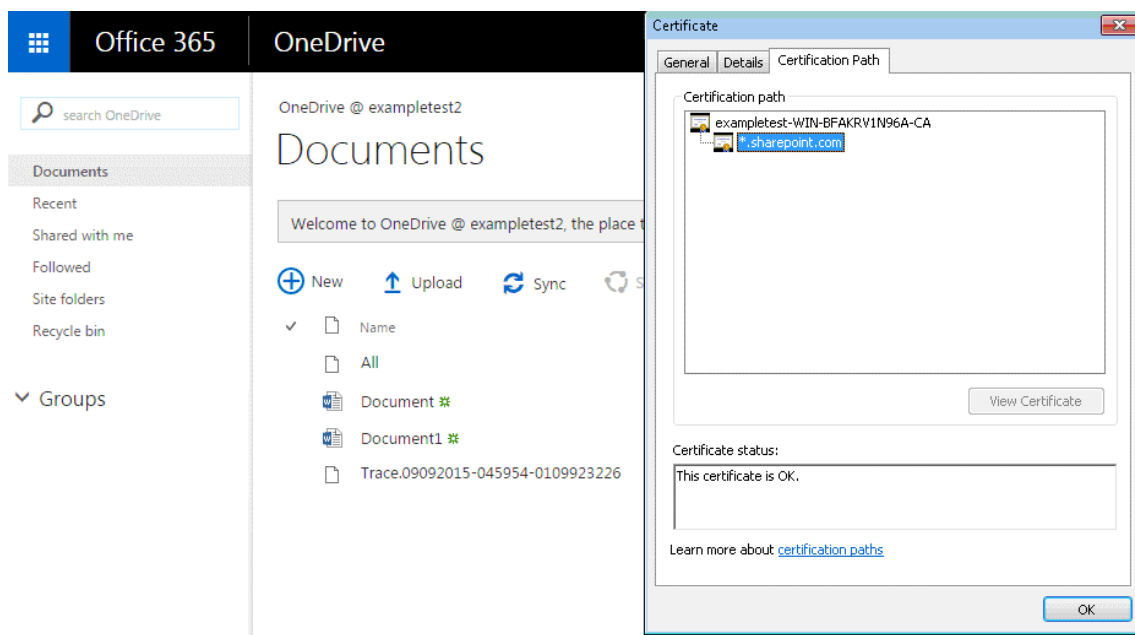 Office 365
OneDrive
search OneDrive
Documents
Recent
Shared with me
Followed
Site folders
Recycle bin
Groups
OneDrive @ exampletest2
Documents
Welcome to OneDrive @ exampletest2, the place t
New Upload Sync S
Name
All
Document
Document1
Trace.09092015-045954-0109923226
Certificate
General Details Certification Path
Certification path
exampletest-WIN-BFAKRV1N96A-CA
*.sharepoint.com
View Certificate
Certificate status:
This certificate is OK.
Learn more about certification paths
OK